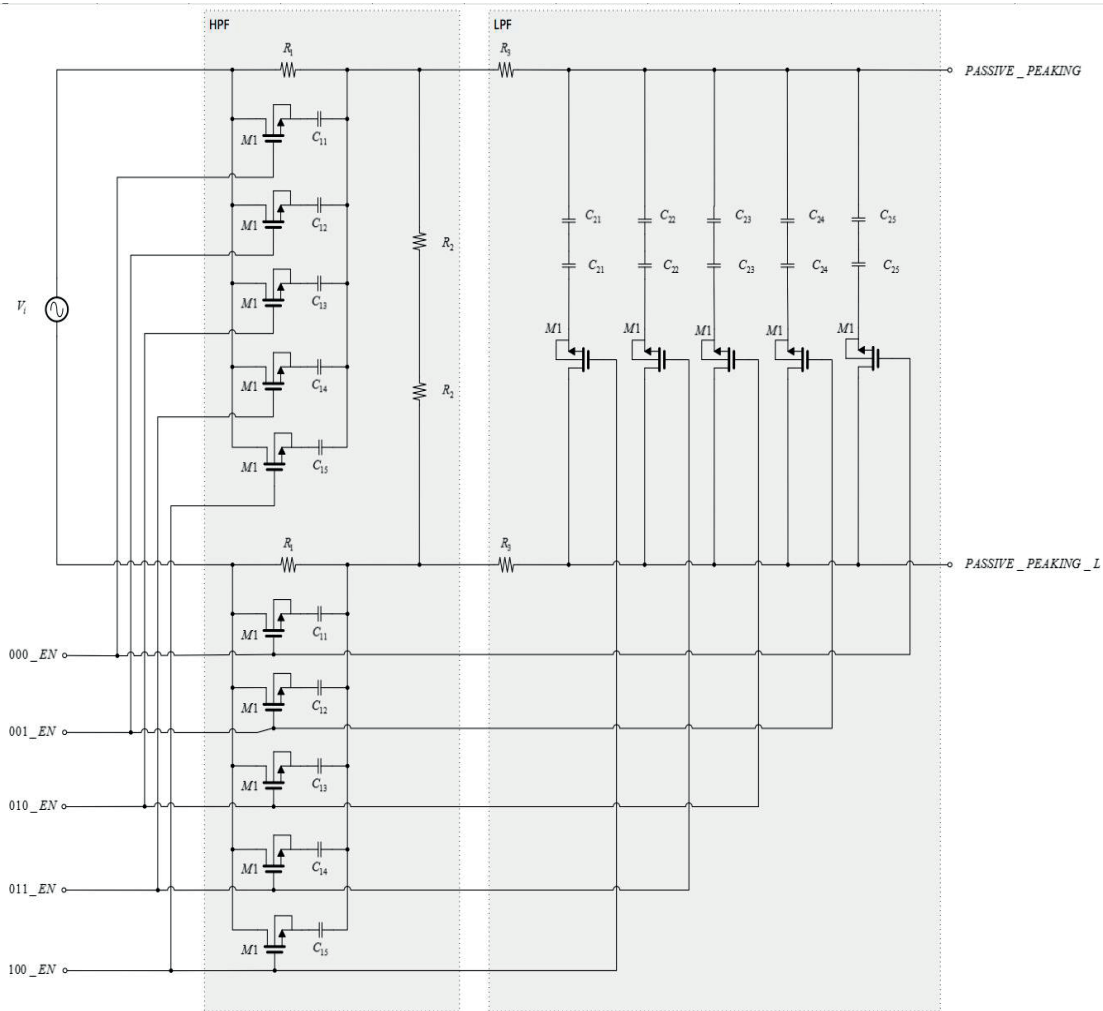 HPF
LPF
R1
R3
PASSIVE_PEAKING
M1
C11
M1
C12
C21
C22
C23
C24
C25
R2
C21
C22
C23
C24
C25
M1
C13
Vi
M1
M1
M1
M1
M1
M1
C14
R2
M1
C15
R1
R3
PASSIVE_PEAKING_L
M1
C11
000_EN
M1
C12
001_EN
M1
C13
010_EN
M1
C14
011_EN
M1
C15
100_EN